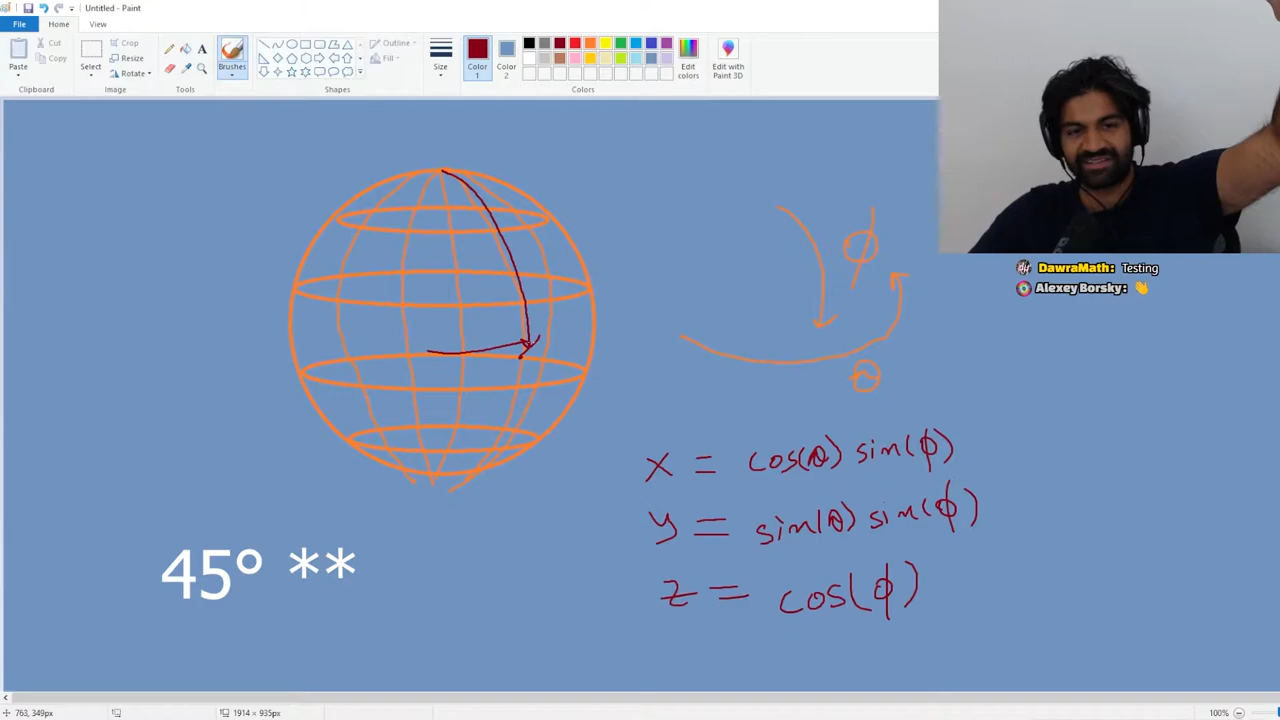 Untitled - Paint
File
Home
View
Paste
Cut
Copy
Clipboard
Select
Crop
Resize
Rotate
Image
A
Tools
Brushes
Outline
Fill
Shapes
Size
Color 1
Color 2
Edit colors
Edit with Paint 3D
Colors
DawraMath: Testing
Alexey Borsky: 👋
ϕ
θ
x = cos(θ) sin(ϕ)
y = sin(θ) sin(ϕ)
z = cos(ϕ)
45° **
763, 349px
1914 × 935px
100%